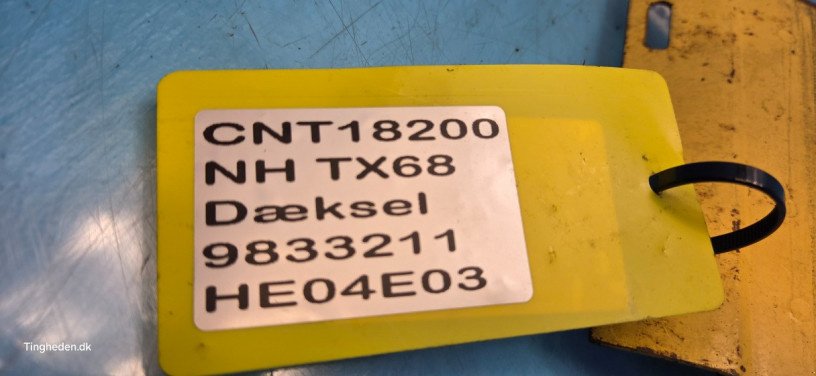 CNT18200
NH TX68
Dæksel
9833211
HE04E03
Tingheden.dk